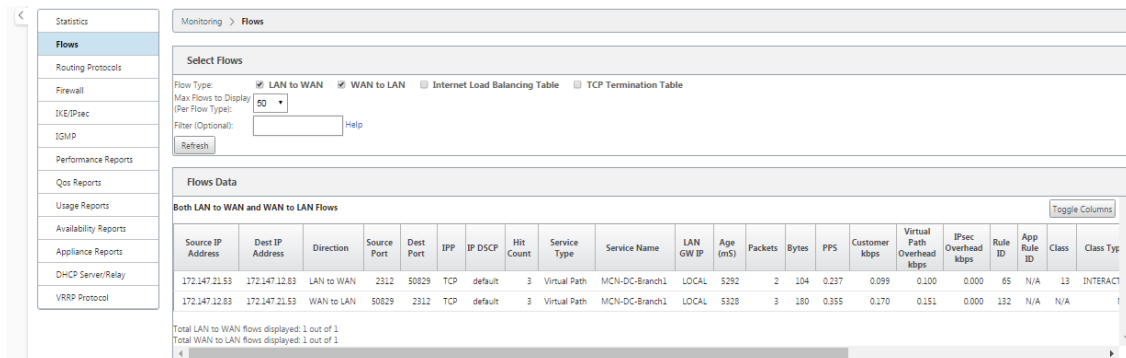 Statistics
Flows
Routing Protocols
Firewall
IKE/IPsec
IGMP
Performance Reports
Qos Reports
Usage Reports
Availability Reports
Appliance Reports
DHCP Server/Relay
VRRP Protocol
Monitoring > Flows
Select Flows
Flow Type: LAN to WAN WAN to LAN Internet Load Balancing Table TCP Termination Table
Max Flows to Display
(Per Flow Type): 50
Filter (Optional): Help
Refresh
Flows Data
Both LAN to WAN and WAN to LAN Flows Toggle Columns
Source IP Address Dest IP Address Direction Source Port Dest Port IPP IP DSCP Hit Count Service Type Service Name LAN GW IP Age (mS) Packets Bytes PPS Customer kbps Virtual Path Overhead kbps IPsec Overhead kbps Rule ID App Rule ID Class Class Typ
172.147.21.53 172.147.12.83 LAN to WAN 2312 50829 TCP default 3 Virtual Path MCN-DC-Branch1 LOCAL 5292 2 104 0.237 0.099 0.100 0.000 65 N/A 13 INTERACT
172.147.12.83 172.147.21.53 WAN to LAN 50829 2312 TCP default 3 Virtual Path MCN-DC-Branch1 LOCAL 5328 3 180 0.355 0.170 0.151 0.000 132 N/A N/A
Total LAN to WAN flows displayed: 1 out of 1
Total WAN to LAN flows displayed: 1 out of 1